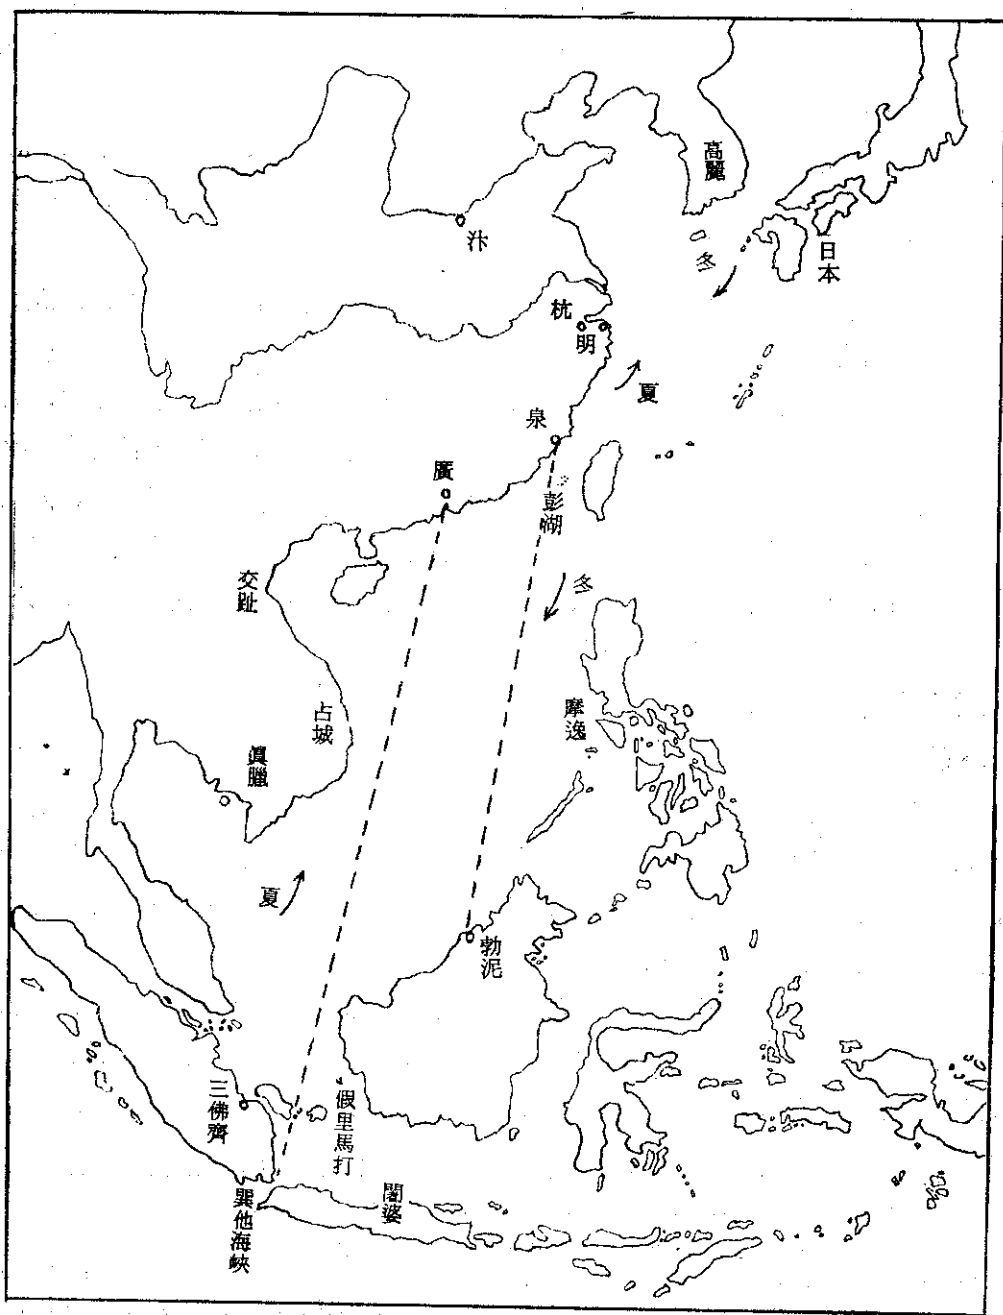 高麗
汴
冬
日本
杭
明
夏
泉
廣
彭湖
冬
交趾
摩逸
占城
眞臘
夏
勃泥
三佛齊
假里馬打
闍婆
巽他海峽